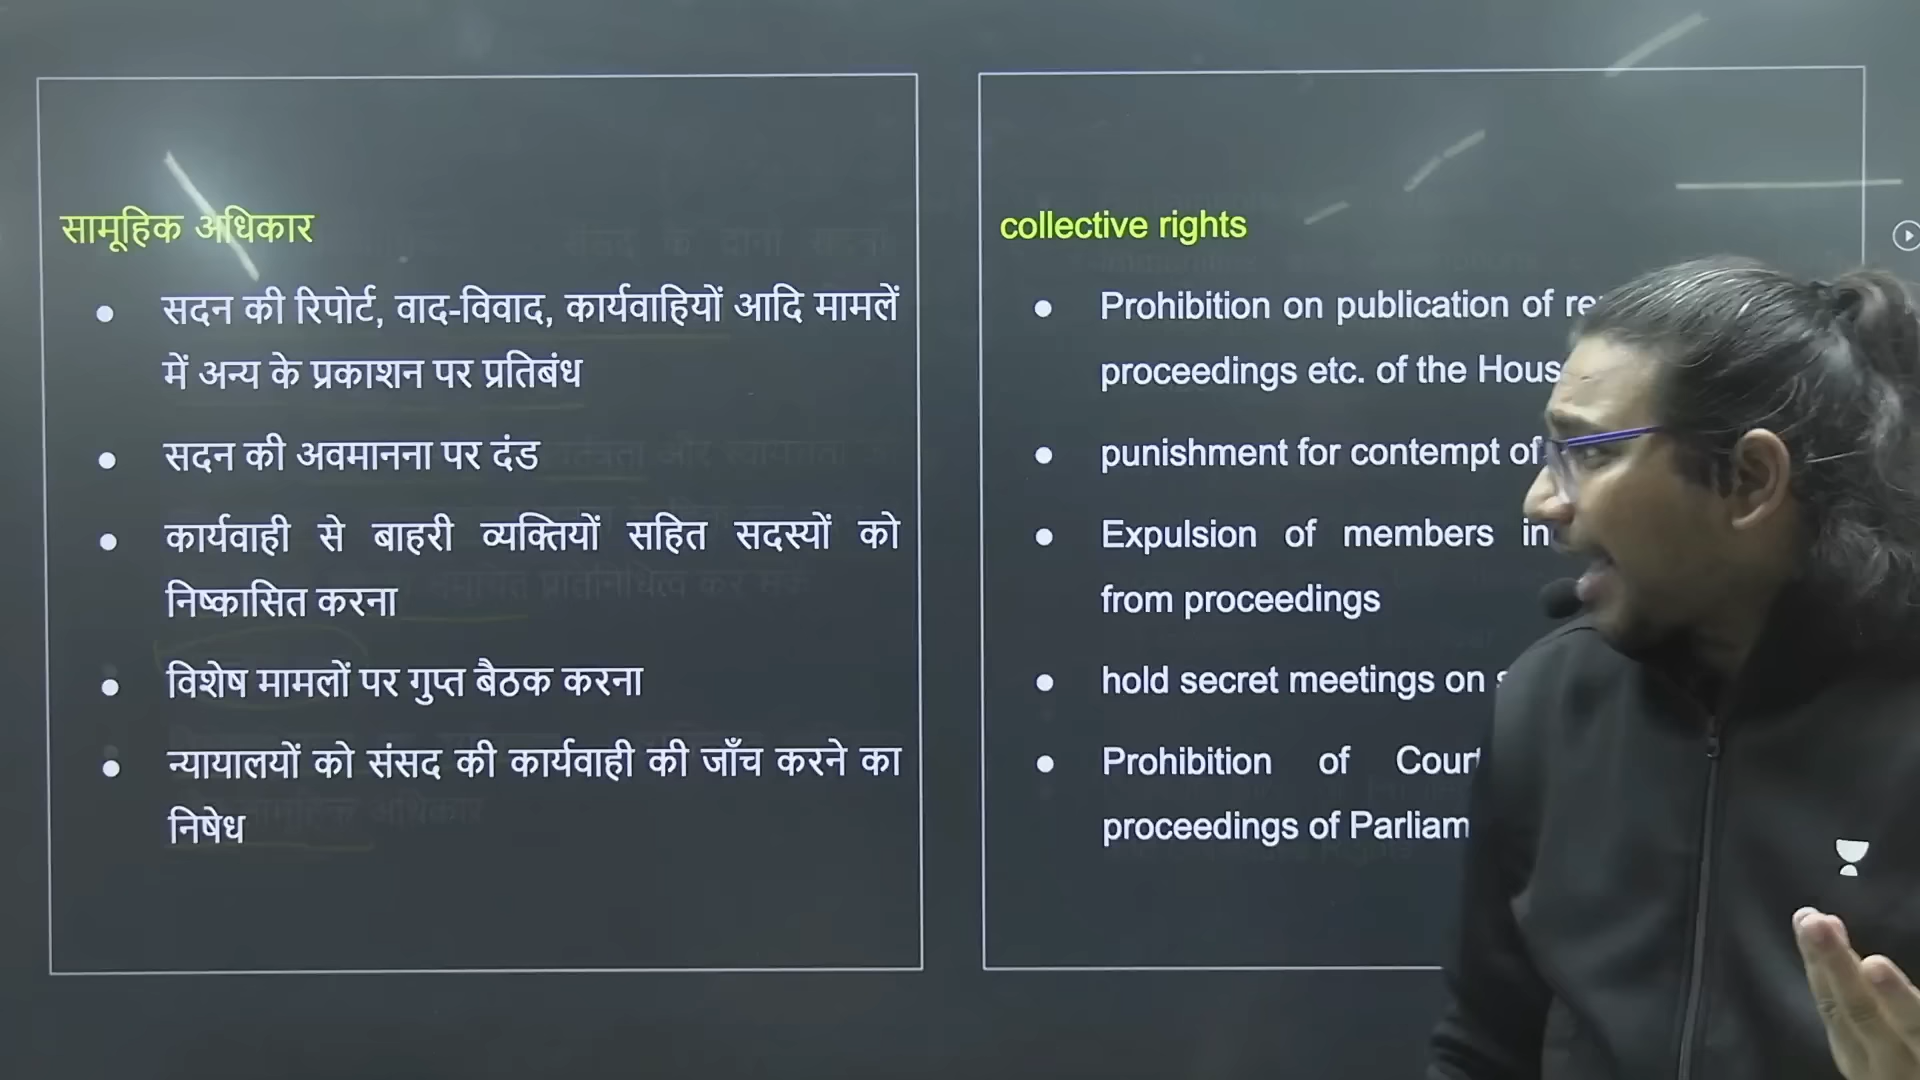 सामूहिक अधिकार
सदन की रिपोर्ट, वाद-विवाद, कार्यवाहियों आदि मामलें
में अन्य के प्रकाशन पर प्रतिबंध
सदन की अवमानना पर दंड
कार्यवाही से बाहरी व्यक्तियों सहित सदस्यों को
निष्कासित करना
विशेष मामलों पर गुप्त बैठक करना
न्यायालयों को संसद की कार्यवाही की जाँच करने का
निषेध
collective rights
Prohibition on publication of
proceedings etc. of the
punishment for contempt of
Expulsion of members
from proceedings
hold secret meetings on
Prohibition of
proceedings of